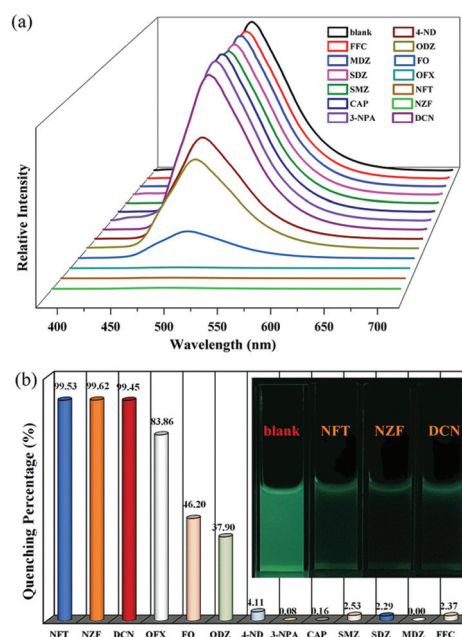 (a)
blank 4-ND
FFC ODZ
MDZ FO
SDZ OFX
SMZ NFT
CAP NZF
3-NPA DCN
Relative Intensity
400 450 500 550 600 650 700
Wavelength (nm)
(b)
Quenching Percentage (%)
99.53 99.62 99.45 83.86 46.20 37.90 4.11 0.08 0.16 2.53 2.29 0.00 2.37
blank NFT NZF DCN
NFT NZF DCN OFX FO ODZ 4-ND 3-NPA CAP SMZ SDZ MDZ FFC